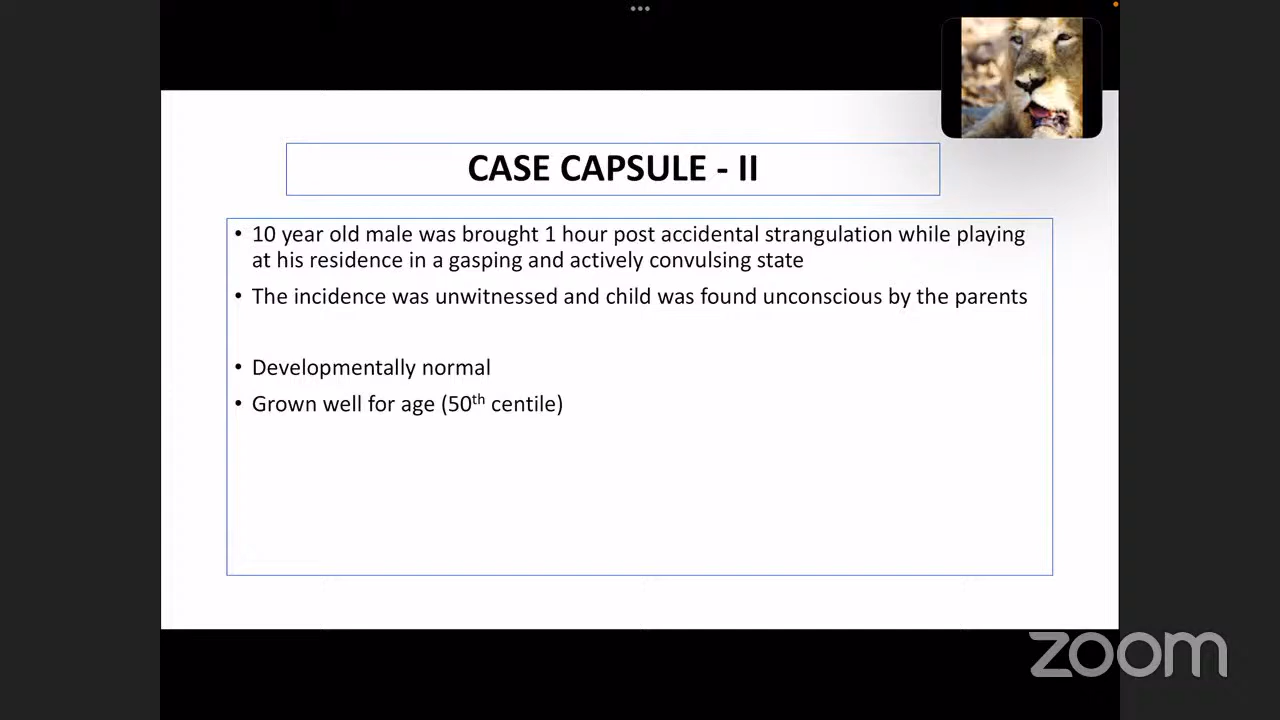 CASE CAPSULE - II
• 10 year old male was brought 1 hour post accidental strangulation while playing
at his residence in a gasping and actively convulsing state
• The incidence was unwitnessed and child was found unconscious by the parents
• Developmentally normal
• Grown well for age (50th centile)
zoom